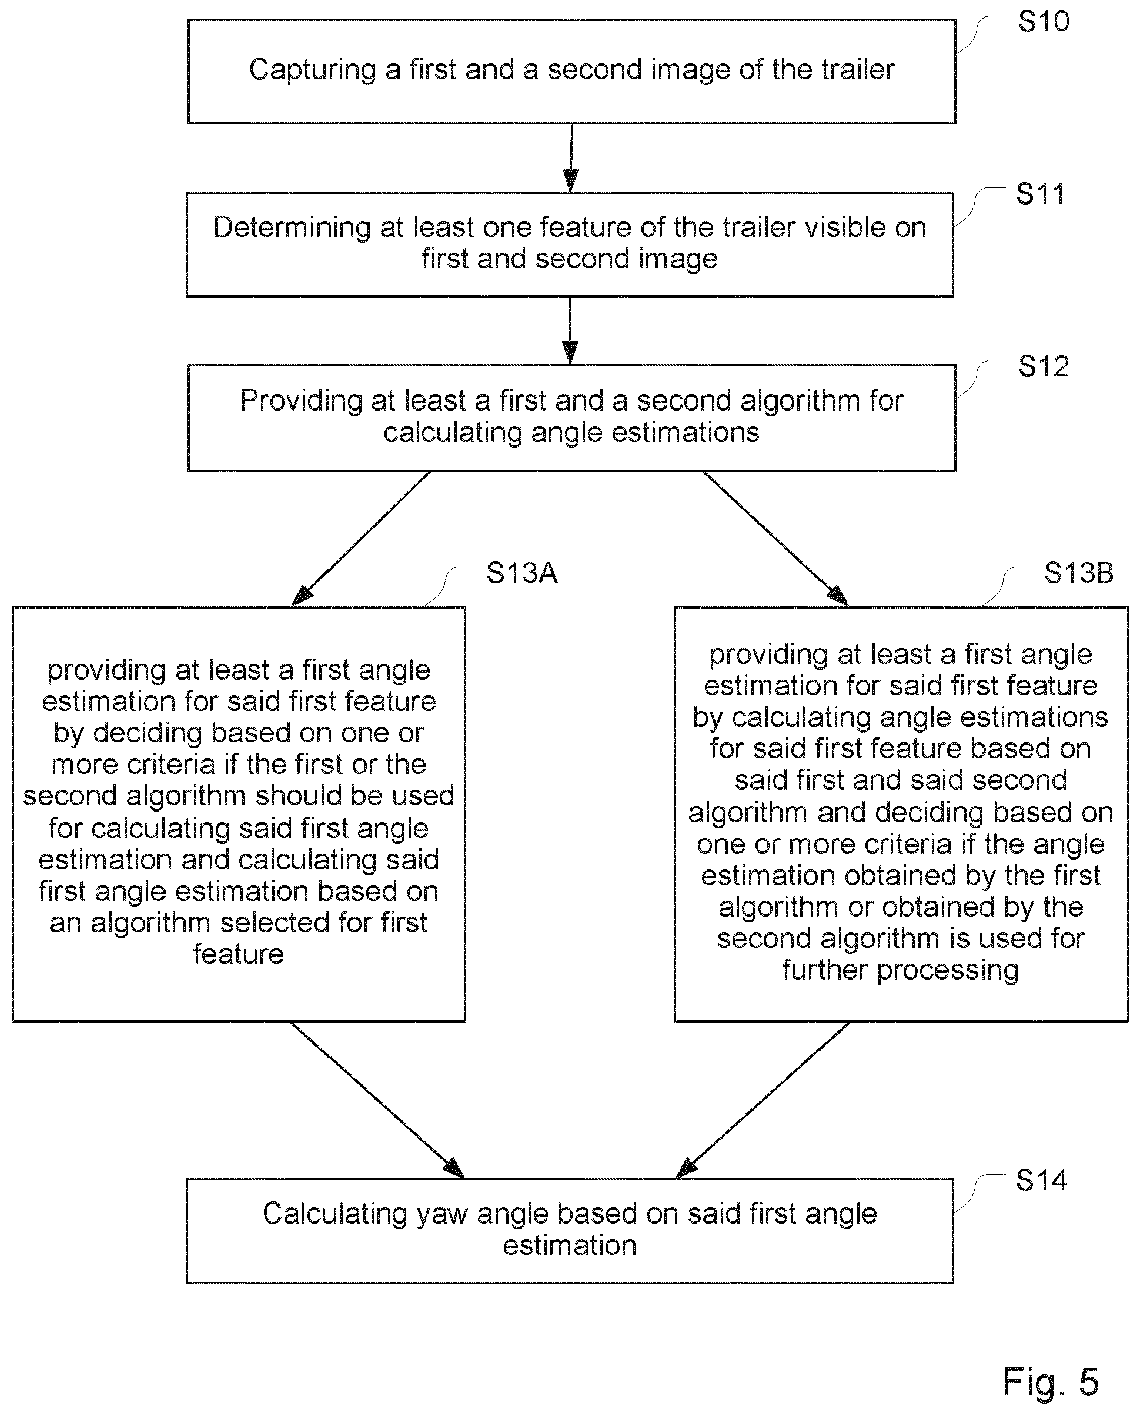 S10
Capturing a first and a second image of the trailer
S11
Determining at least one feature of the trailer visible on
first and second image
S12
Providing at least a first and a second algorithm for
calculating angle estimations
S13A
providing at least a first angle
estimation for said first feature
by deciding based on one or
more criteria if the first or the
second algorithm should be used
for calculating said first angle
estimation and calculating said
first angle estimation based on
an algorithm selected for first
feature
S13B
providing at least a first angle
estimation for said first feature
by calculating angle estimations
for said first feature based on
said first and said second
algorithm and deciding based on
one or more criteria if the angle
estimation obtained by the first
algorithm or obtained by the
second algorithm is used for
further processing
S14
Calculating yaw angle based on said first angle
estimation
Fig. 5